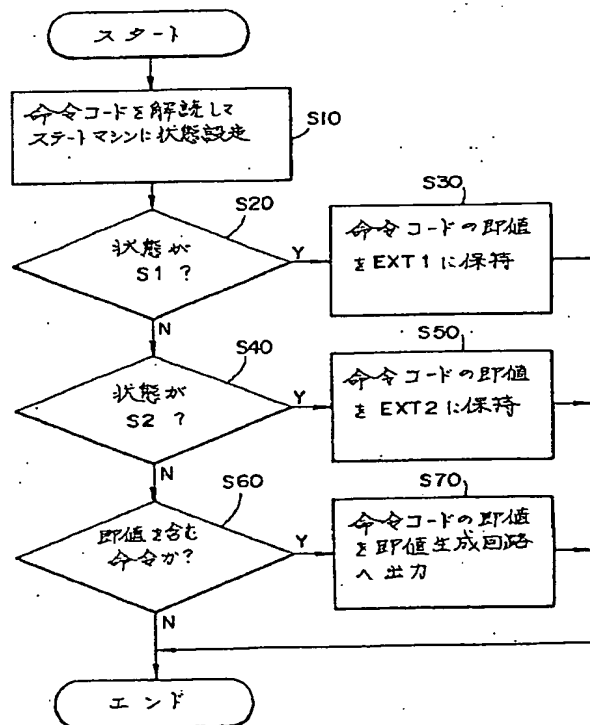 スタート
命令コードを解読して
ステートマシンに状態設定
S10
S20
状態が
S1 ?
Y
N
S30
命令コードの即値
をEXT1に保持
S40
状態が
S2 ?
Y
N
S50
命令コードの即値
をEXT2に保持
S60
即値を含む
命令か?
Y
N
S70
命令コードの即値
を即値生成回路
へ出力
エンド